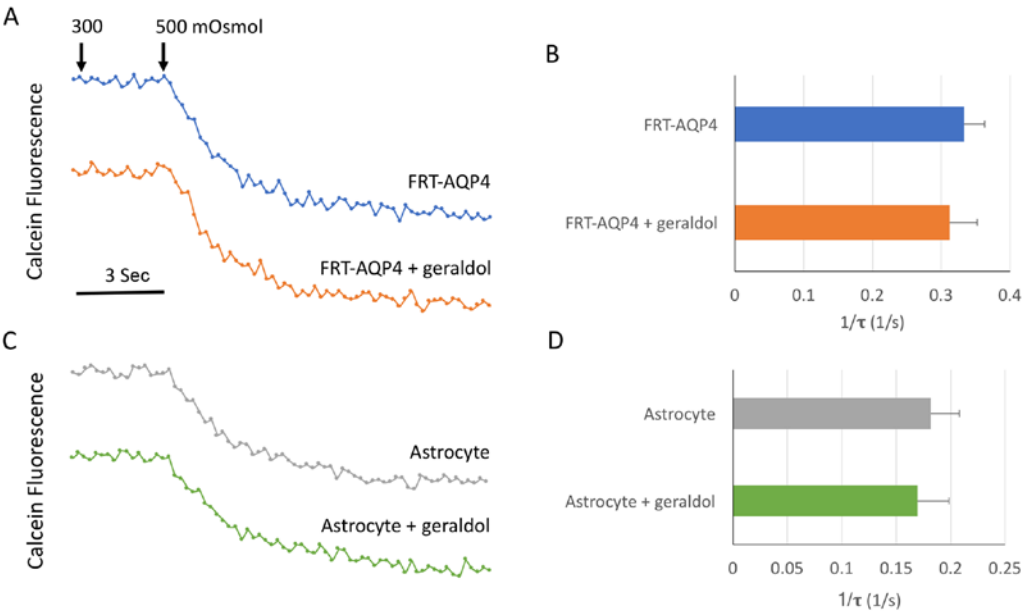 A
300
500 mOsmol
Calcein Fluorescence
FRT-AQP4
FRT-AQP4 + geraldol
3 Sec
B
FRT-AQP4
FRT-AQP4 + geraldol
0 0.1 0.2 0.3 0.4
1/τ (1/s)
C
Calcein Fluorescence
Astrocyte
Astrocyte + geraldol
D
Astrocyte
Astrocyte + geraldol
0 0.05 0.1 0.15 0.2 0.25
1/τ (1/s)